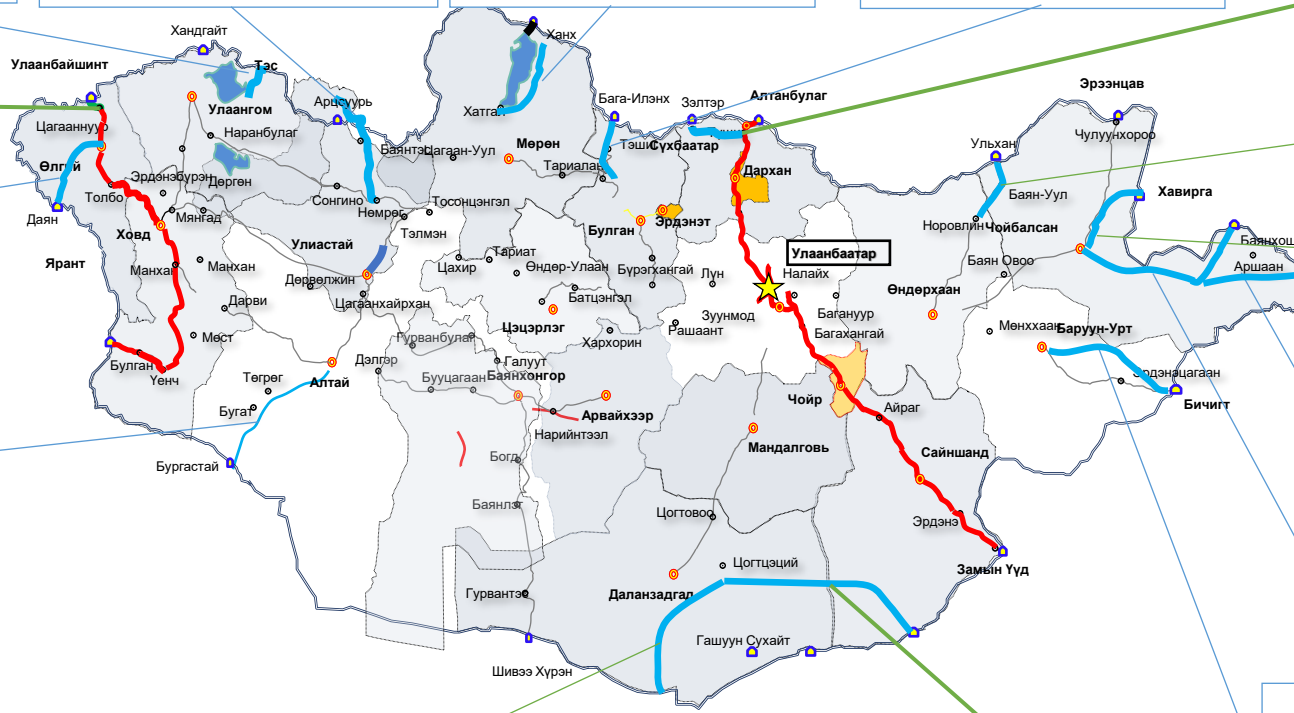 Хандгайт
Ханх
Улаанбайшинт
Тэс
Улаангом
Арцсуурь
Хатгал
Бага-Илэнх
Зэлтэр
Алтанбулаг
Эрээнцав
Цагааннуур
Наранбулаг
Баянтэс
Цагаан-Уул
Мөрөн
Тариалан
Тэшиг
Сүхбаатар
Чулуунхороо
Ульхан
Өлгий
Эрдэнэбүрэн
Дөргөн
Дархан
Баян-Уул
Хавирга
Толбо
Мянгад
Сонгино
Нөмрөг
Тосонцэнгэл
Даян
Тэлмэн
Булган
Эрдэнэт
Норовлин
Чойбалсан
Ховд
Улиастай
Тариат
Улаанбаатар
Баянхош
Ярант
Манхан
Манхан
Цахир
Өндөр-Улаан
Бүрэгхангай
Лүн
Налайх
Баян Овоо
Аршаан
Дөрвөлжин
Цагаанхайрхан
Батцэнгэл
Өндөрхаан
Дарви
Зуунмод
Багануур
Рашаант
Багахангай
Мөнххаан
Баруун-Урт
Мөст
Гурванбулаг
Цэцэрлэг
Хархорин
Булган
Үенч
Дэлгэр
Галуут
Эрдэнэцагаан
Төгрөг
Алтай
Бууцагаан
Баянхонгор
Чойр
Бичигт
Бугат
Арвайхээр
Айраг
Нарийнтээл
Мандалговь
Сайншанд
Бургастай
Богд
Баянлэг
Цогтовоо
Эрдэнэ
Цогтцэций
Замын Үүд
Гурвантэс
Даланзадгад
Гашуун Сухайт
Шивээ Хүрэн